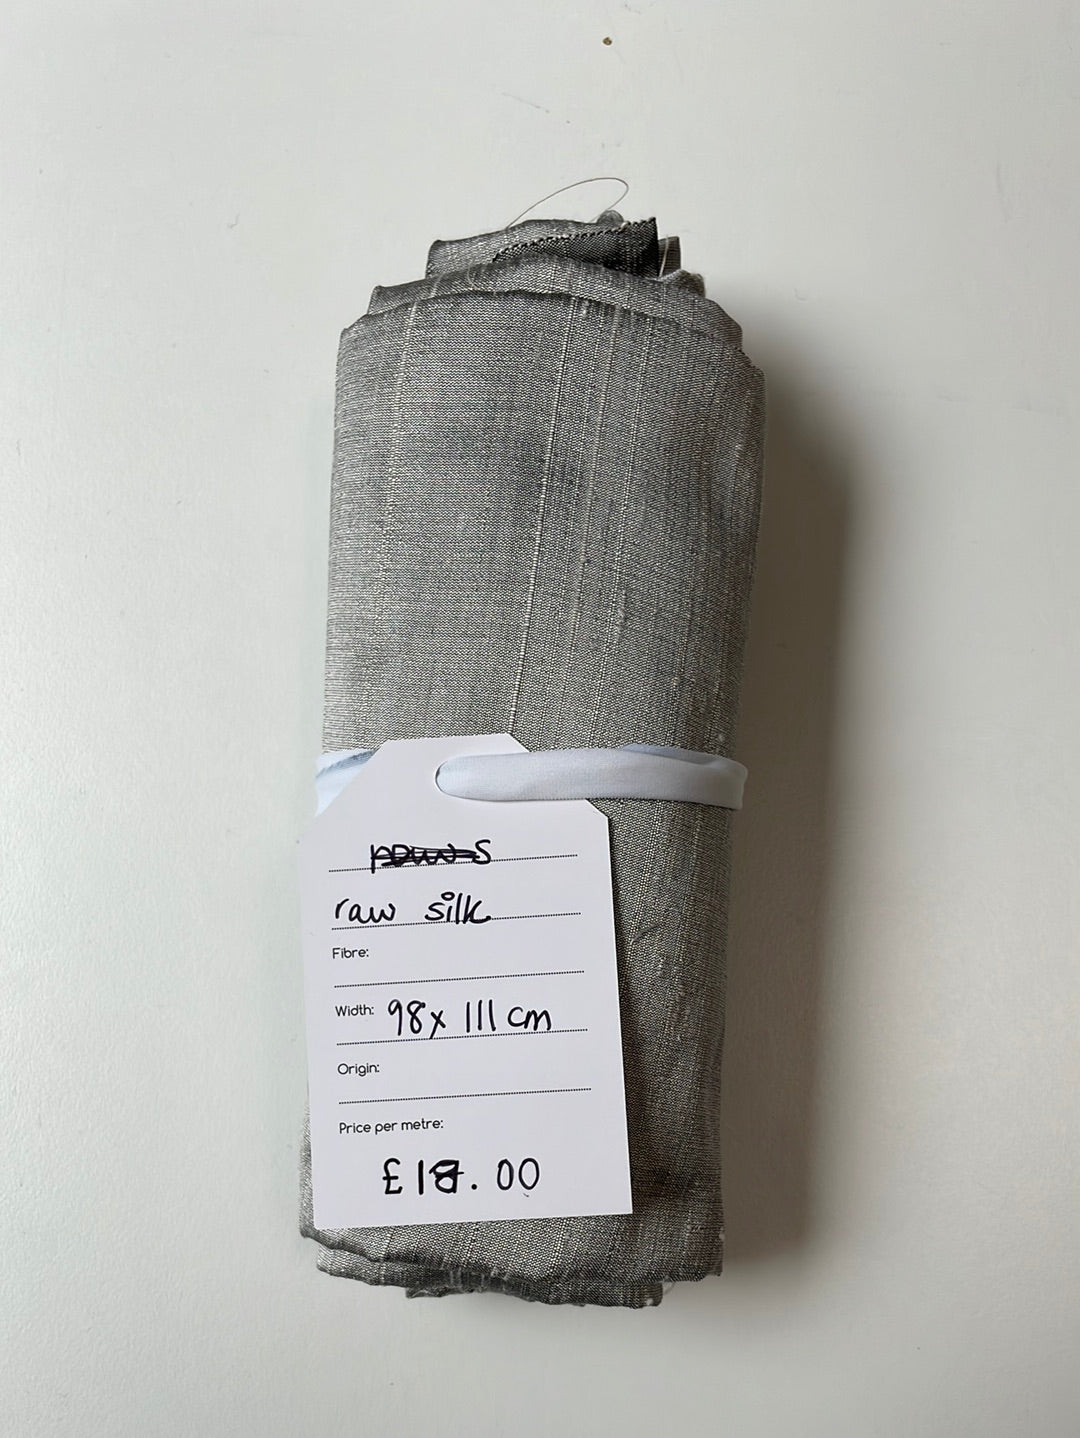 raw silk
Fibre:
Width: 98x 111 cm
Origin:
Price per metre:
£18.00